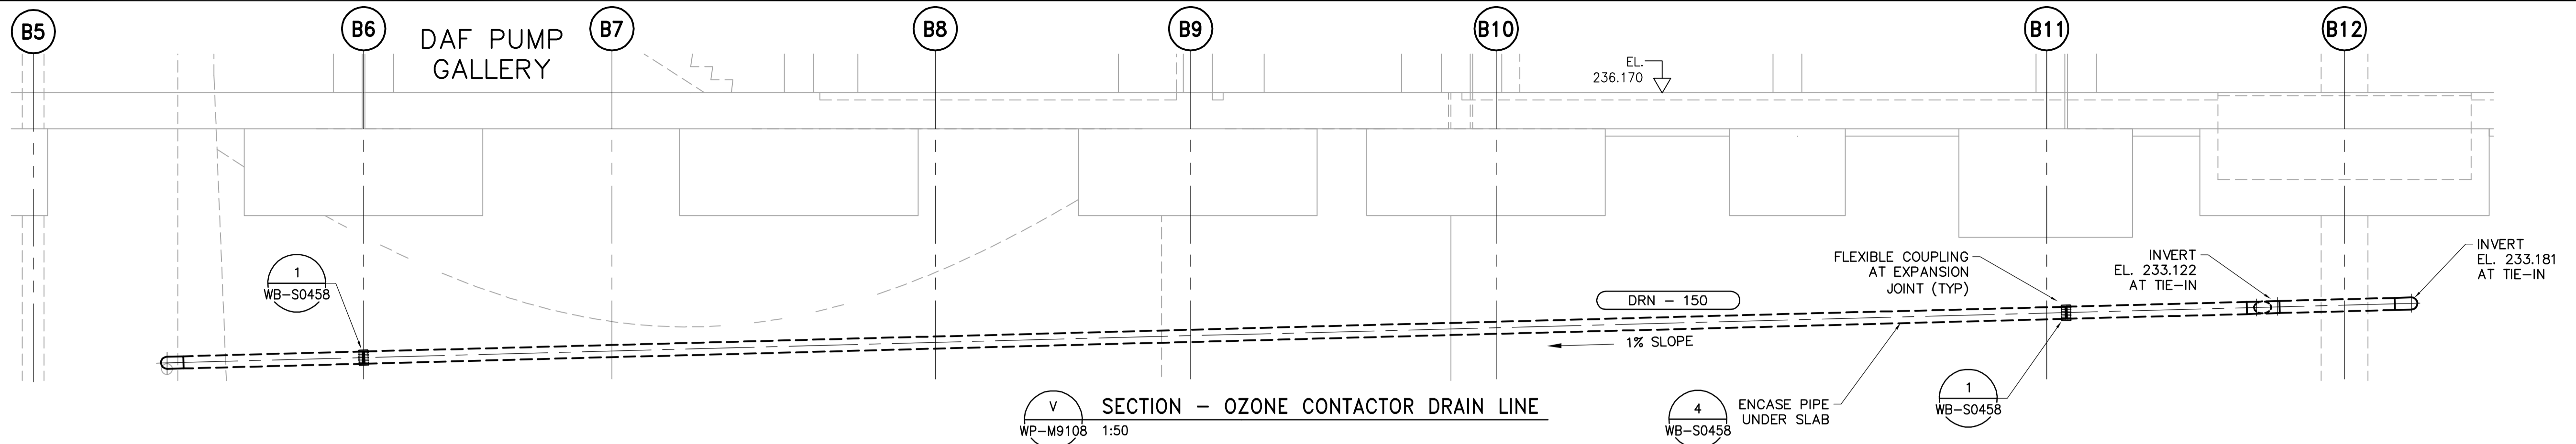 B5
B6
B7
B8
B9
B10
B11
B12
DAF PUMP
GALLERY
EL.
236.170
1
WB-S0458
FLEXIBLE COUPLING
AT EXPANSION
JOINT (TYP)
INVERT
EL. 233.122
AT TIE-IN
INVERT
EL. 233.181
AT TIE-IN
DRN - 150
1% SLOPE
V
WP-M9108
SECTION - OZONE CONTACTOR DRAIN LINE
1:50
4
WB-S0458
ENCASE PIPE
UNDER SLAB
1
WB-S0458